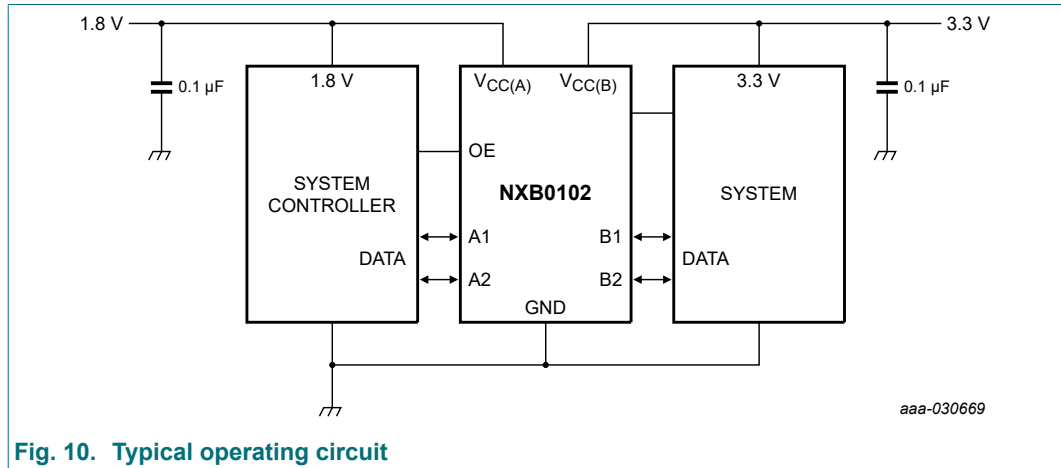 1.8 V
3.3 V
0.1 µF
1.8 V
VCC(A)
VCC(B)
3.3 V
0.1 µF
OE
SYSTEM
CONTROLLER
NXB0102
SYSTEM
DATA
A1
A2
B1
B2
DATA
GND
aaa-030669
Fig. 10. Typical operating circuit